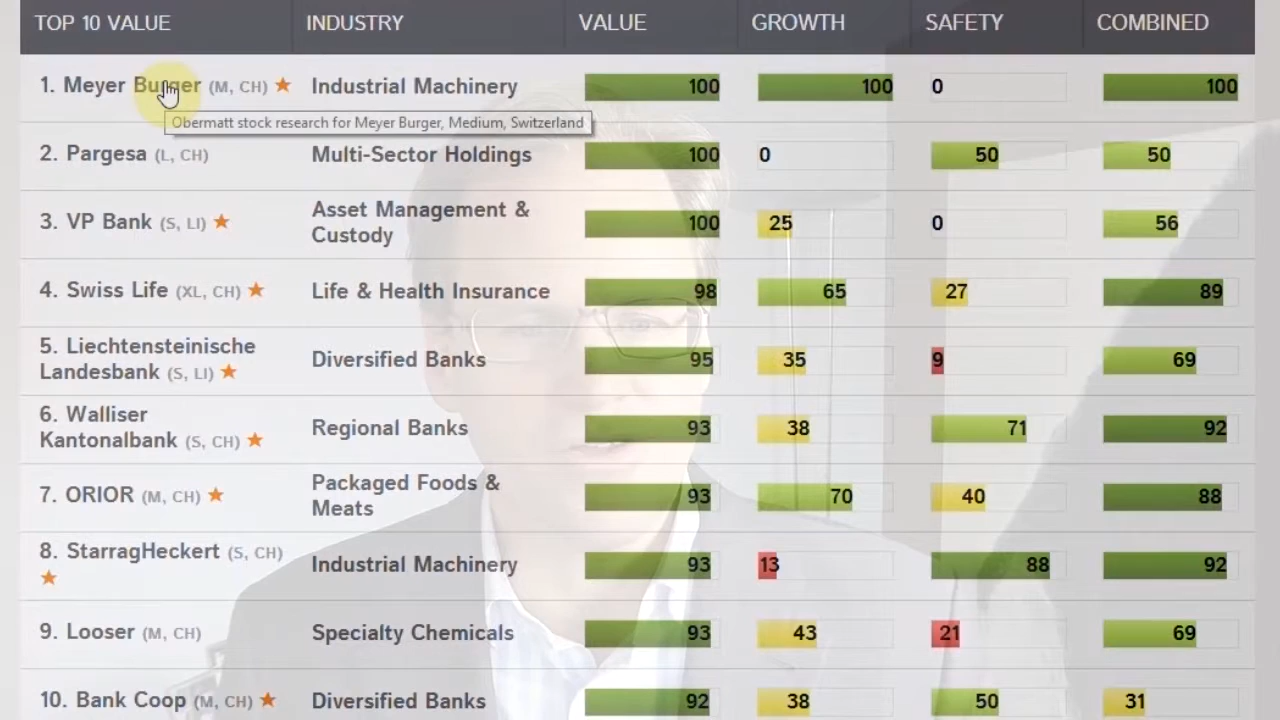 TOP 10 VALUE INDUSTRY VALUE GROWTH SAFETY COMBINED
1. Meyer Burger (M, CH) ★ Industrial Machinery 100 100 0 100
Obermatt stock research for Meyer Burger, Medium, Switzerland
2. Pargesa (L, CH) Multi-Sector Holdings 100 0 50 50
3. VP Bank (S, LI) ★ Asset Management & 100 25 0 56
Custody
4. Swiss Life (XL, CH) ★ Life & Health Insurance 98 65 27 89
5. Liechtensteinische Diversified Banks 95 35 9 69
Landesbank (S, LI) ★
6. Walliser Regional Banks 93 38 71 92
Kantonalbank (S, CH) ★
7. ORIOR (M, CH) ★ Packaged Foods & 93 70 40 88
Meats
8. StarragHeckert (S, CH) Industrial Machinery 93 13 88 92
★
9. Looser (M, CH) Specialty Chemicals 93 43 21 69
10. Bank Coop (M, CH) ★ Diversified Banks 92 38 50 31